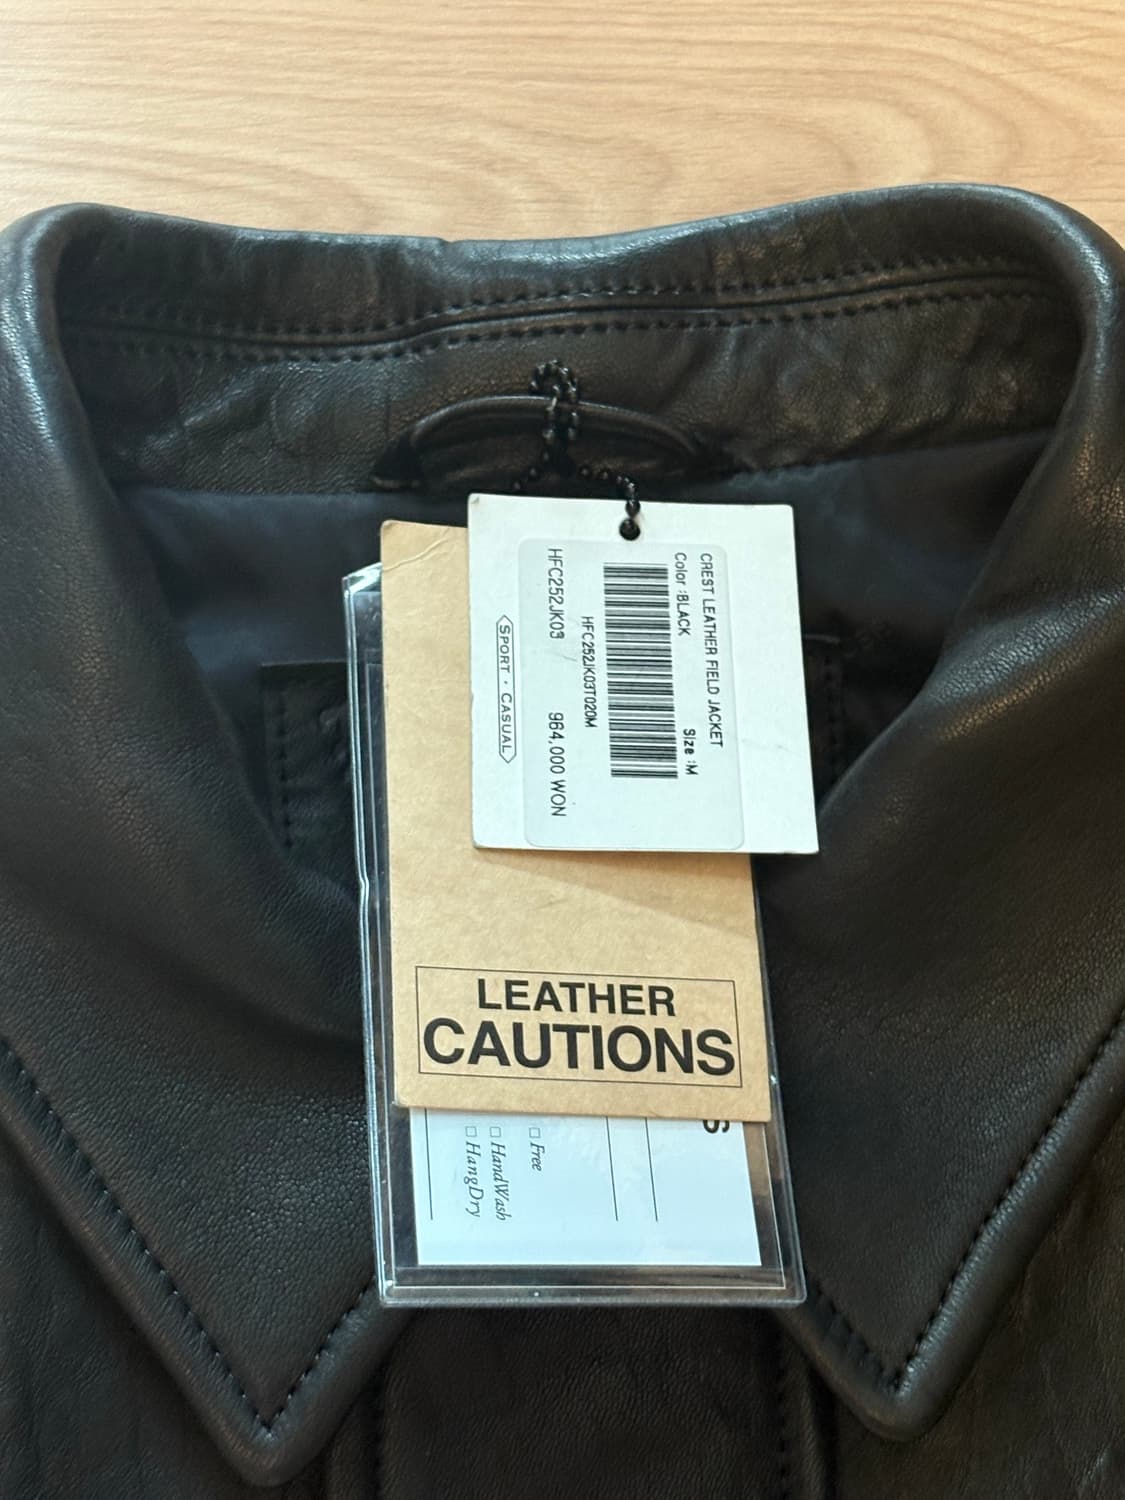 CREST LEATHER FIELD JACKET
Color :BLACK
Size :M
HFC252JK03T020M
HFC252JK03
964.000 WON
SPORT · CASUAL
LEATHER
CAUTIONS
S
□ Free
□ HandWash
□ HangDry